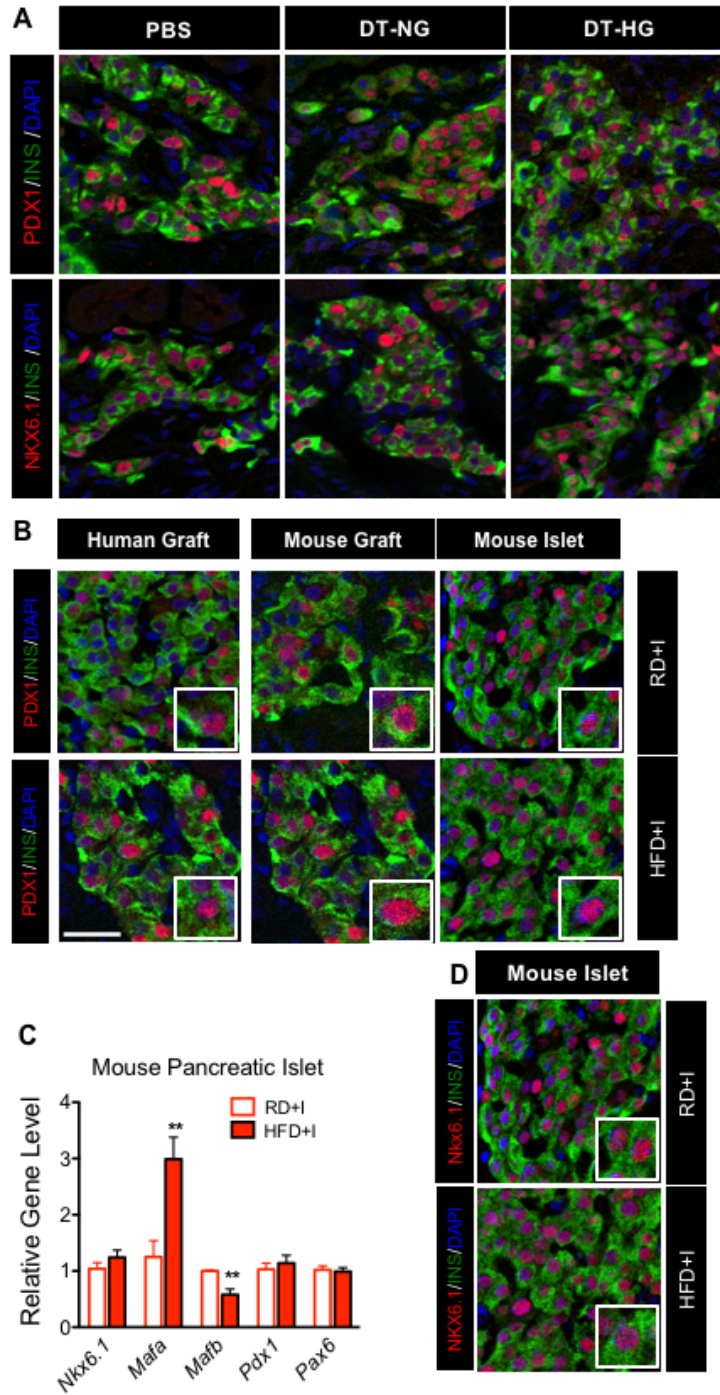 A
PBS DT-NG DT-HG
PDX1/INS /DAPI
NKX6.1/INS /DAPI
B
Human Graft Mouse Graft Mouse Islet
PDX1/INS/DAPI
RD+I
PDX1/INS/DAPI
HFD+I
C
Mouse Pancreatic Islet
RD+I
HFD+I
Relative Gene Level
4
3
2
1
0
**
**
Nkx6.1 Mafa Mafb Pdx1 Pax6
D
Mouse Islet
Nkx6.1/INS/DAPI
RD+I
NKX6.1/INS/DAPI
HFD+I